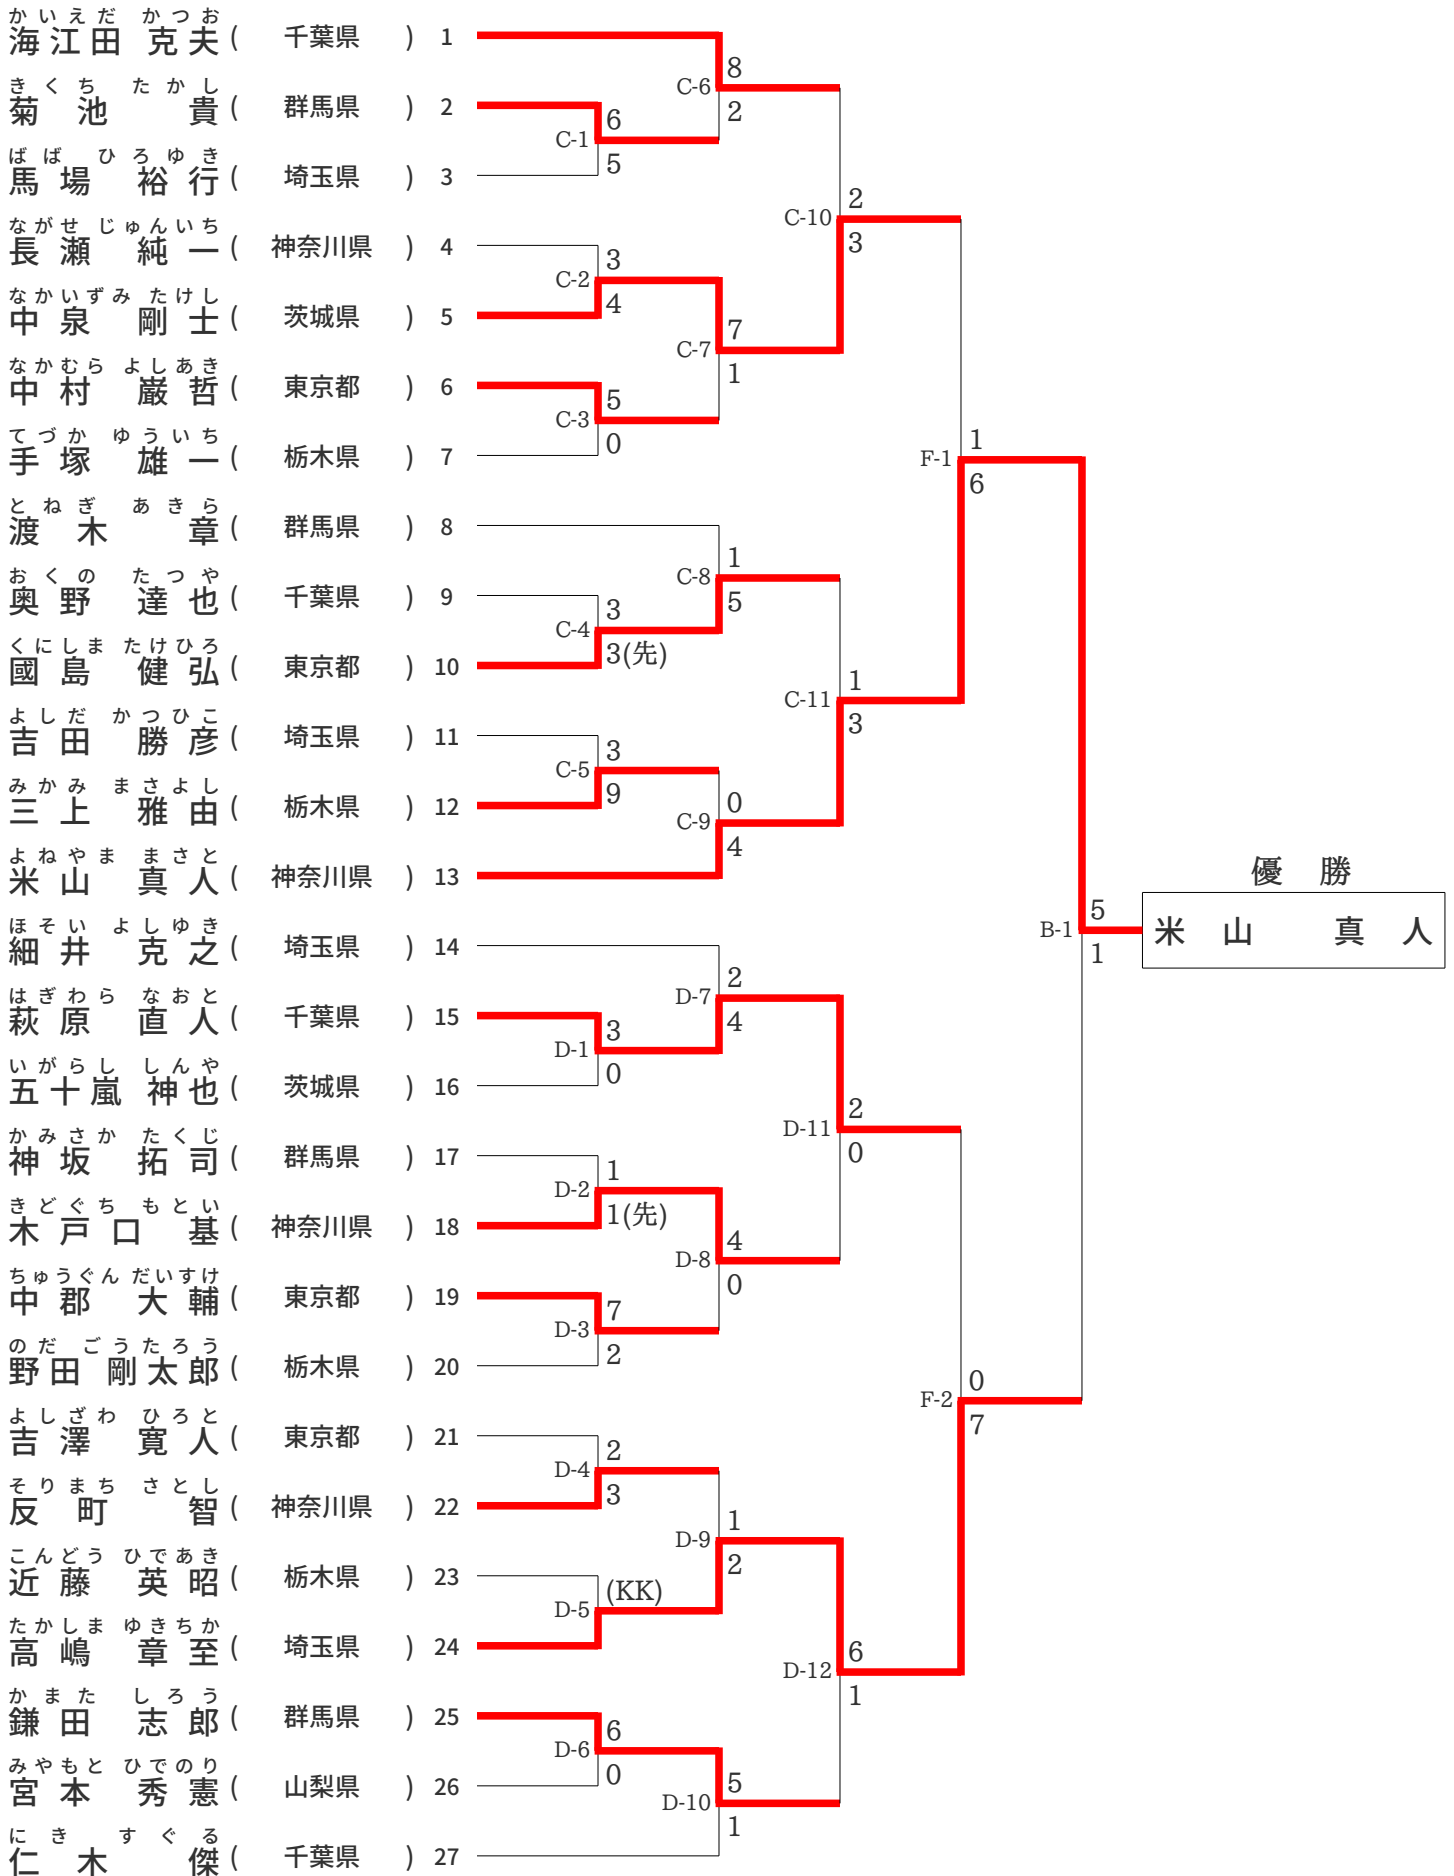 かいえだ かつお
海江田 克夫 ( 千葉県 ) 1
きくち たかし
菊池 貴 ( 群馬県 ) 2
ばば ひろゆき
馬場 裕行 ( 埼玉県 ) 3
ながせ じゅんいち
長瀬 純一 ( 神奈川県 ) 4
なかいずみ たけし
中泉 剛士 ( 茨城県 ) 5
なかむら よしあき
中村 巌哲 ( 東京都 ) 6
てづか ゆういち
手塚 雄一 ( 栃木県 ) 7
とねぎ あきら
渡木 章 ( 群馬県 ) 8
おくの たつや
奥野 達也 ( 千葉県 ) 9
くにしま たけひろ
國島 健弘 ( 東京都 ) 10
よしだ かつひこ
吉田 勝彦 ( 埼玉県 ) 11
みかみ まさよし
三上 雅由 ( 栃木県 ) 12
よねやま まさと
米山 真人 ( 神奈川県 ) 13
ほそい よしゆき
細井 克之 ( 埼玉県 ) 14
はぎわら なおと
萩原 直人 ( 千葉県 ) 15
いがらし しんや
五十嵐 神也 ( 茨城県 ) 16
かみさか たくじ
神坂 拓司 ( 群馬県 ) 17
きどぐち もとい
木戸口 基 ( 神奈川県 ) 18
ちゅうぐん だいすけ
中郡 大輔 ( 東京都 ) 19
のだ ごうたろう
野田 剛太郎 ( 栃木県 ) 20
よしざわ ひろと
吉澤 寛人 ( 東京都 ) 21
そりまち さとし
反町 智 ( 神奈川県 ) 22
こんどう ひであき
近藤 英昭 ( 栃木県 ) 23
たかしま ゆきちか
高嶋 章至 ( 埼玉県 ) 24
かまた しろう
鎌田 志郎 ( 群馬県 ) 25
みやもと ひでのり
宮本 秀憲 ( 山梨県 ) 26
にき すぐる
仁木 傑 ( 千葉県 ) 27
6
C-1
5
3
C-2
4
5
C-3
0
3
C-4
3(先)
3
C-5
9
3
D-1
0
1
D-2
1(先)
7
D-3
2
2
D-4
3
(KK)
D-5
6
D-6
0
8
C-6
2
7
C-7
1
1
C-8
5
0
C-9
4
2
D-7
4
4
D-8
0
1
D-9
2
5
D-10
1
2
C-10
3
1
C-11
3
2
D-11
0
6
D-12
1
1
F-1
6
0
F-2
7
5
B-1
1
優 勝
米山 真人